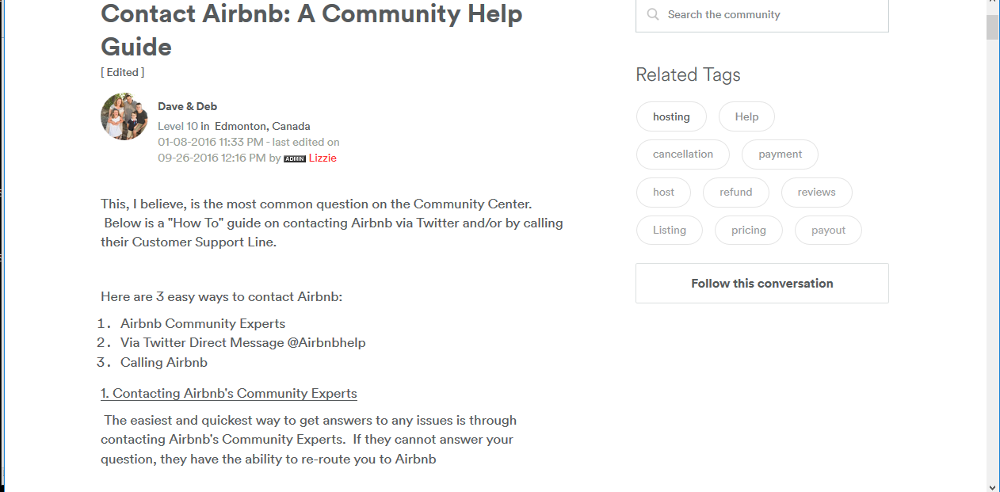 Contact Airbnb: A Community Help
Guide
[ Edited ]
Dave & Deb
Level 10 in Edmonton, Canada
01-08-2016 11:33 PM - last edited on
09-26-2016 12:16 PM by ADMIN Lizzie
This, I believe, is the most common question on the Community Center.
Below is a "How To" guide on contacting Airbnb via Twitter and/or by calling
their Customer Support Line.
Here are 3 easy ways to contact Airbnb:
1. Airbnb Community Experts
2. Via Twitter Direct Message @Airbnbhelp
3. Calling Airbnb
1. Contacting Airbnb's Community Experts
The easiest and quickest way to get answers to any issues is through
contacting Airbnb's Community Experts. If they cannot answer your
question, they have the ability to re-route you to Airbnb
Search the community
Related Tags
hosting Help
cancellation payment
host refund reviews
Listing pricing payout
Follow this conversation